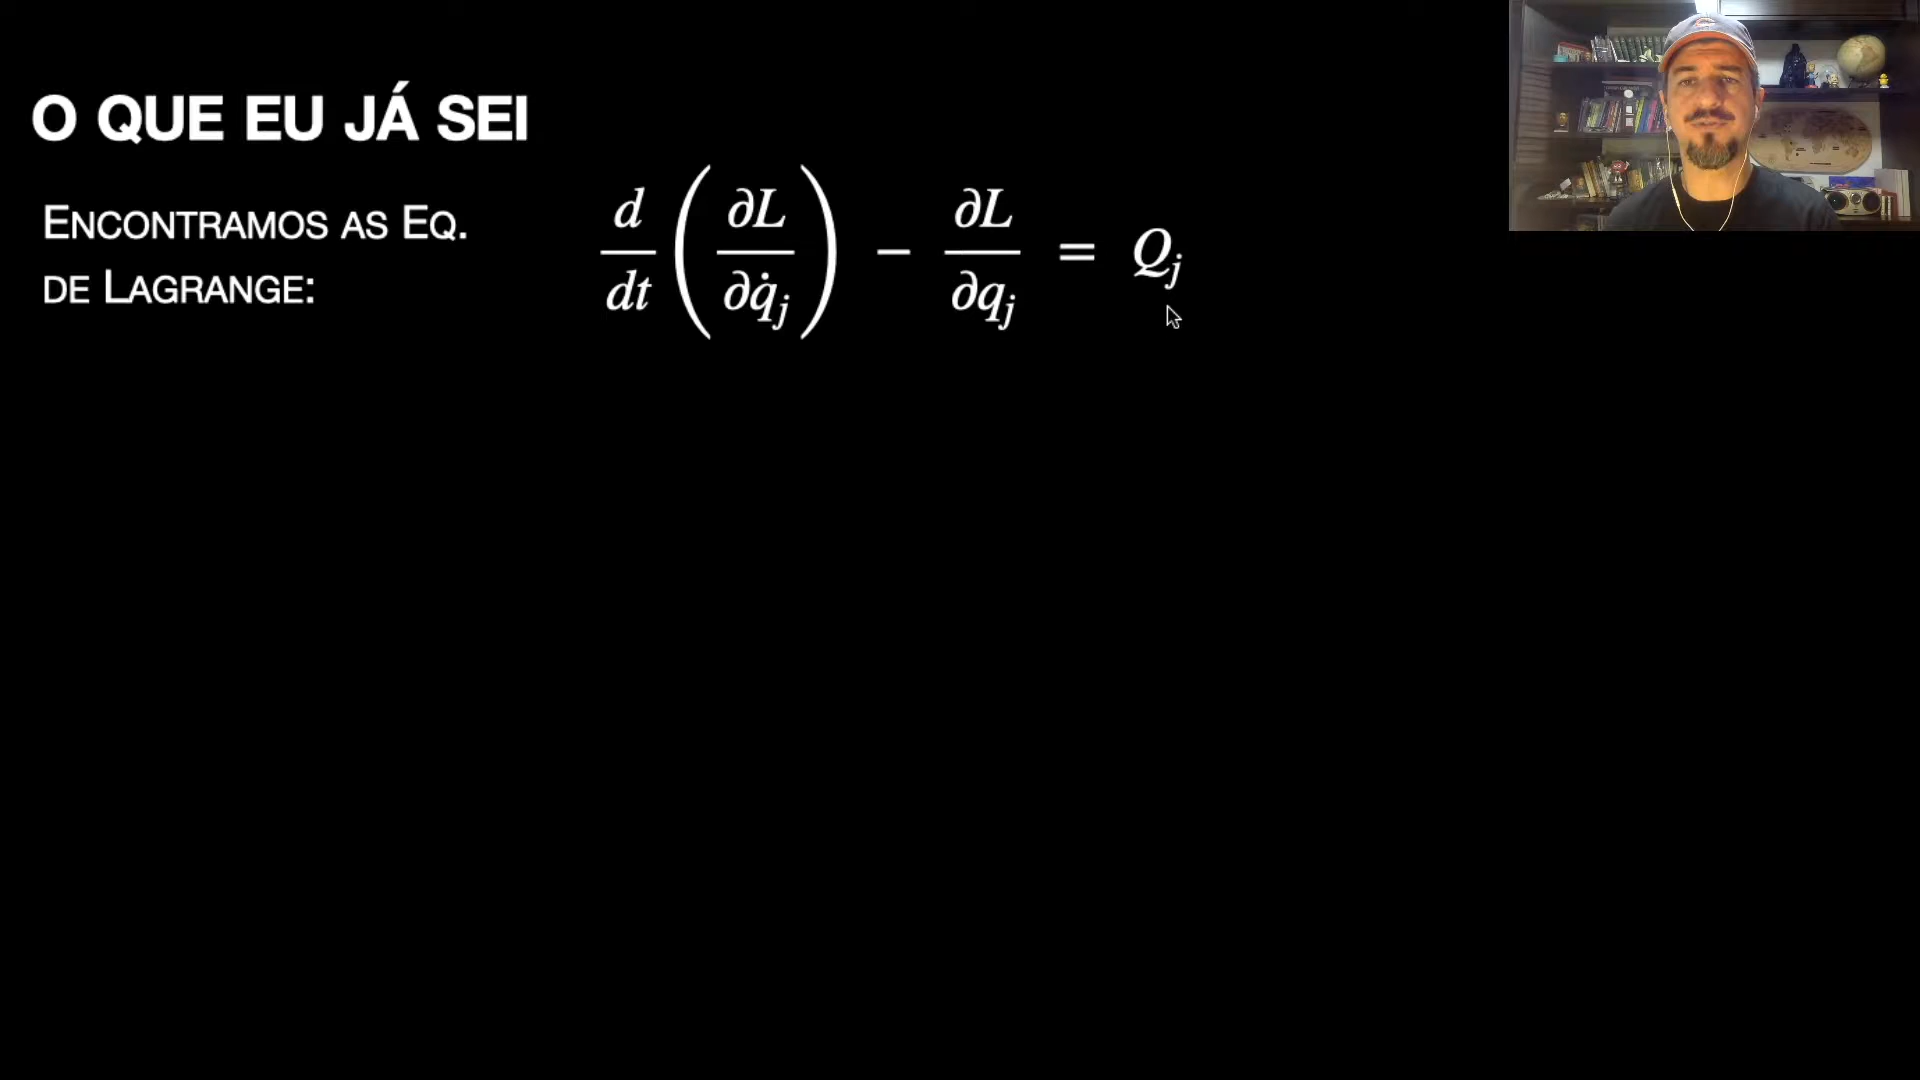 O QUE EU JÁ SEI
ENCONTRAMOS AS EQ.
DE LAGRANGE:
d/dt (∂L/∂q̇ⱼ) − ∂L/∂qⱼ = Qⱼ